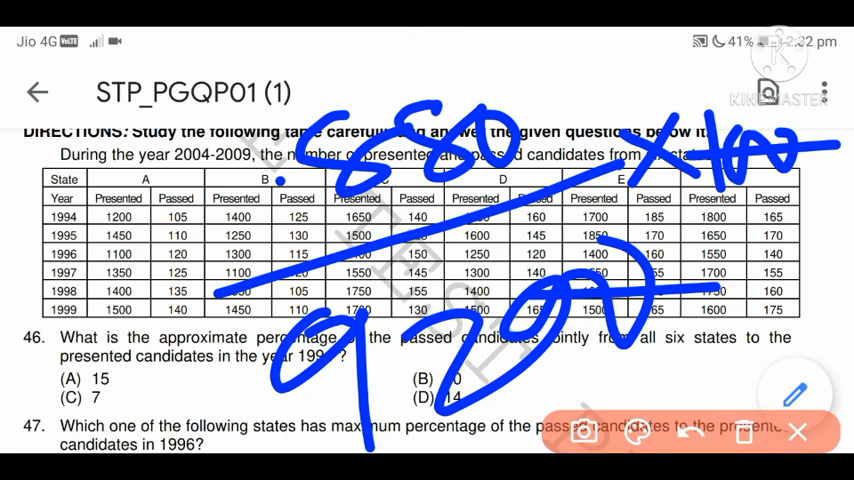 Jio 4G VoLTE 41% 2:32 pm
STP_PGQP01 (1)
KINEMASTER
DIRECTIONS: Study the following table carefully and answer the given questions below it.
During the year 2004-2009, the number of presented and passed candidates from six states
.880 × 100
9200
State A B C D E
Year Presented Passed Presented Passed Presented Passed Presented Passed Presented Passed Presented Passed
1994 1200 105 1400 125 1650 140 160 1700 185 1800 165
1995 1450 110 1250 130 1500 1600 145 1850 170 1650 170
1996 1100 120 1300 115 150 1250 120 1400 1550 140
1997 1350 125 1100 1550 145 1300 140 1700 155
1998 1400 135 105 1750 155 1400 160
1999 1500 140 1450 110 130 1500 1600 175
46. What is the approximate percentage of the passed candidates jointly from all six states to the
presented candidates in the year 199 ?
(A) 15 (B)
(C) 7 (D) 14
47. Which one of the following states has maximum percentage of the passed candidates to the presented
candidates in 1996?
TEST